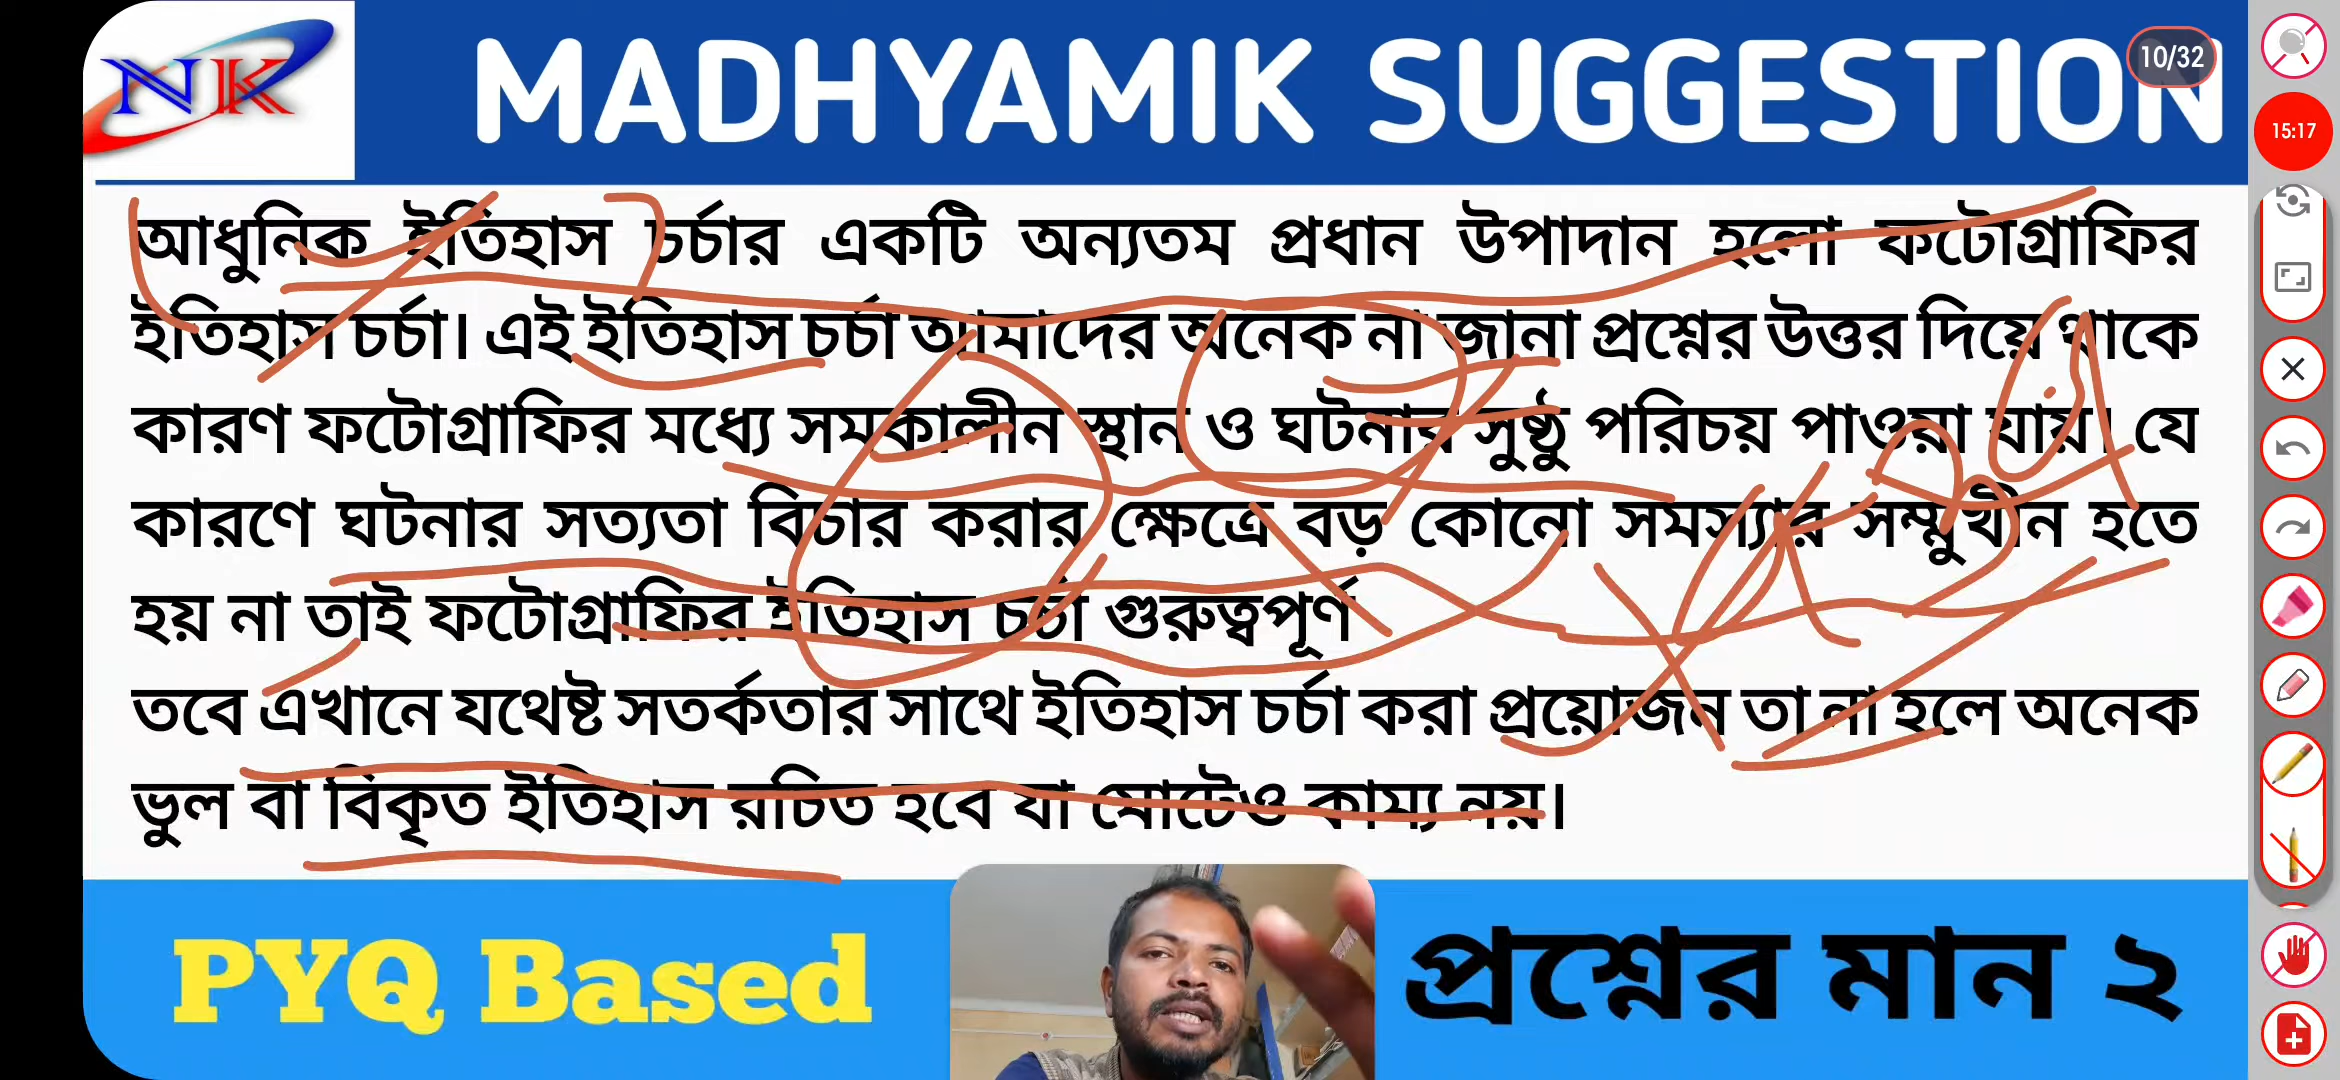 NK
MADHYAMIK SUGGESTION
10/32
15:17
আধুনিক ইতিহাস চর্চার একটি অন্যতম প্রধান উপাদান হলো ফটোগ্রাফির
ইতিহাস চর্চা। এই ইতিহাস চর্চা আমাদের অনেক না জানা প্রশ্নের উত্তর দিয়ে থাকে
কারণ ফটোগ্রাফির মধ্যে সমকালীন স্থান ও ঘটনার সুষ্ঠু পরিচয় পাওয়া যায়। যে
কারণে ঘটনার সত্যতা বিচার করার ক্ষেত্রে বড় কোনো সমস্যার সম্মুখীন হতে
হয় না তাই ফটোগ্রাফির ইতিহাস চর্চা গুরুত্বপূর্ণ
তবে এখানে যথেষ্ট সতর্কতার সাথে ইতিহাস চর্চা করা প্রয়োজন তা না হলে অনেক
ভুল বা বিকৃত ইতিহাস রচিত হবে যা মোটেও কাম্য নয়।
PYQ Based
প্রশ্নের মান ২